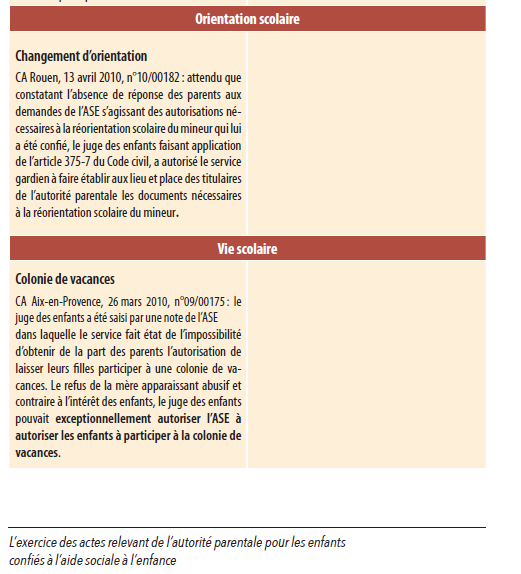 Orientation scolaire
Changement d'orientation
CA Rouen, 13 avril 2010, n°10/00182 : attendu que
constatant l'absence de réponse des parents aux
demandes de l'ASE s'agissant des autorisations né-
cessaires à la réorientation scolaire du mineur qui lui
a été confié, le juge des enfants faisant application
de l'article 375-7 du Code civil, a autorisé le service
gardien à faire établir aux lieu et place des titulaires
de l'autorité parentale les documents nécessaires
à la réorientation scolaire du mineur.
Vie scolaire
Colonie de vacances
CA Aix-en-Provence, 26 mars 2010, n°09/00175 : le
juge des enfants a été saisi par une note de l'ASE
dans laquelle le service fait état de l'impossibilité
d'obtenir de la part des parents l'autorisation de
laisser leurs filles participer à une colonie de va-
cances. Le refus de la mère apparaissant abusif et
contraire à l'intérêt des enfants, le juge des enfants
pouvait exceptionnellement autoriser l'ASE à
autoriser les enfants à participer à la colonie de
vacances.
L'exercice des actes relevant de l'autorité parentale pour les enfants
confiés à l'aide sociale à l'enfance